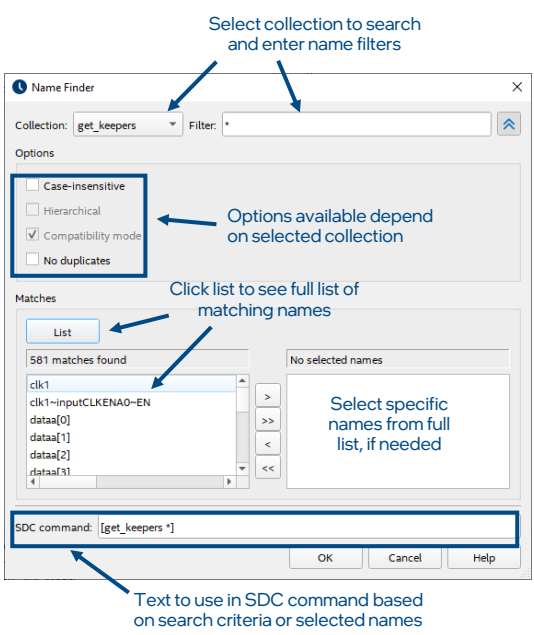 Select collection to search
and enter name filters
Name Finder
Collection: get_keepers Filter: *
Options
Case-insensitive
Hierarchical
Compatibility mode
No duplicates
Options available depend
on selected collection
Click list to see full list of
matching names
Matches
List
581 matches found
No selected names
clk1
clk1~inputCLKENA0~EN
dataa[0]
dataa[1]
dataa[2]
dataa[3]
>
>>
<
<<
Select specific
names from full
list, if needed
SDC command: [get_keepers *]
OK Cancel Help
Text to use in SDC command based
on search criteria or selected names